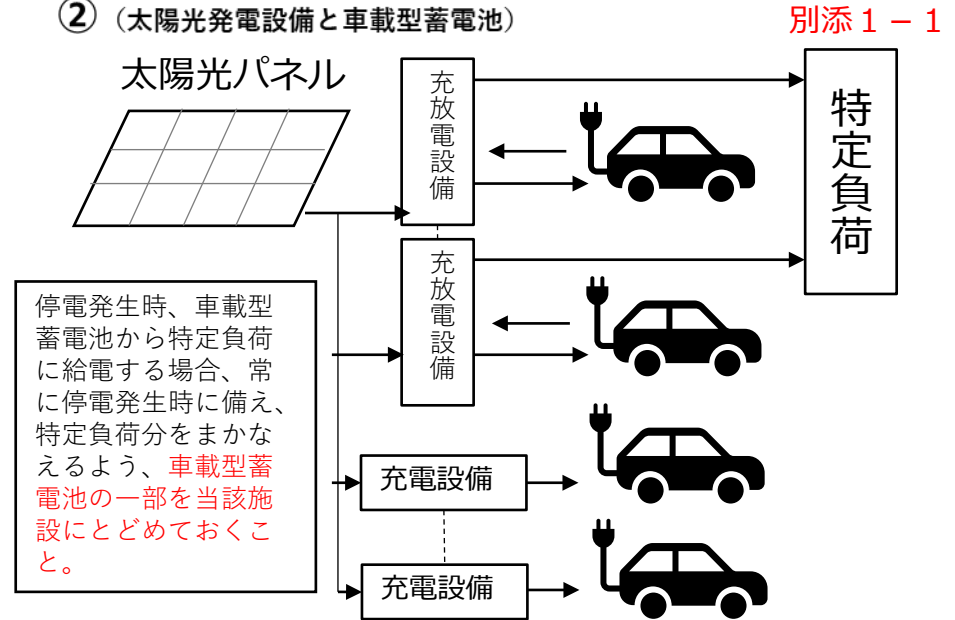 ② （太陽光発電設備と車載型蓄電池）
別添１－１
太陽光パネル
充放電設備
特定負荷
充放電設備
停電発生時、車載型
蓄電池から特定負荷
に給電する場合、常
に停電発生時に備え、
特定負荷分をまかな
えるよう、車載型蓄
電池の一部を当該施
設にとどめておくこ
と。
充電設備
充電設備